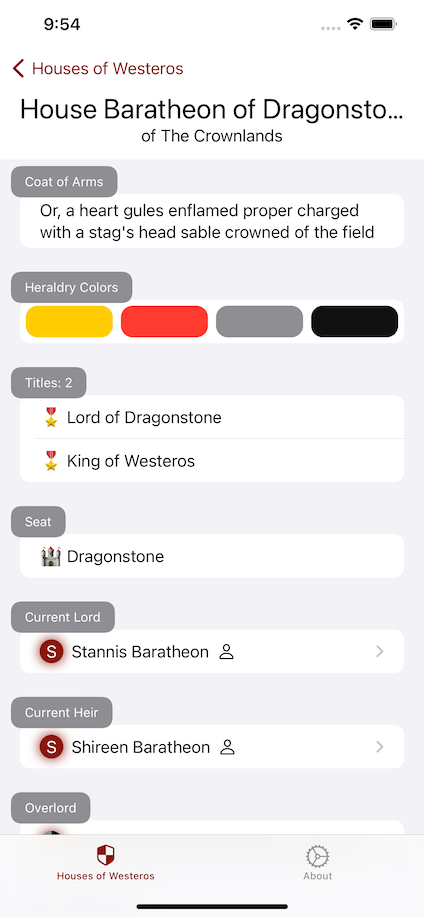 9:54
Houses of Westeros
House Baratheon of Dragonsto...
of The Crownlands
Coat of Arms
Or, a heart gules enflamed proper charged
with a stag's head sable crowned of the field
Heraldry Colors
Titles: 2
Lord of Dragonstone
King of Westeros
Seat
Dragonstone
Current Lord
S Stannis Baratheon
Current Heir
S Shireen Baratheon
Overlord
Houses of Westeros
About